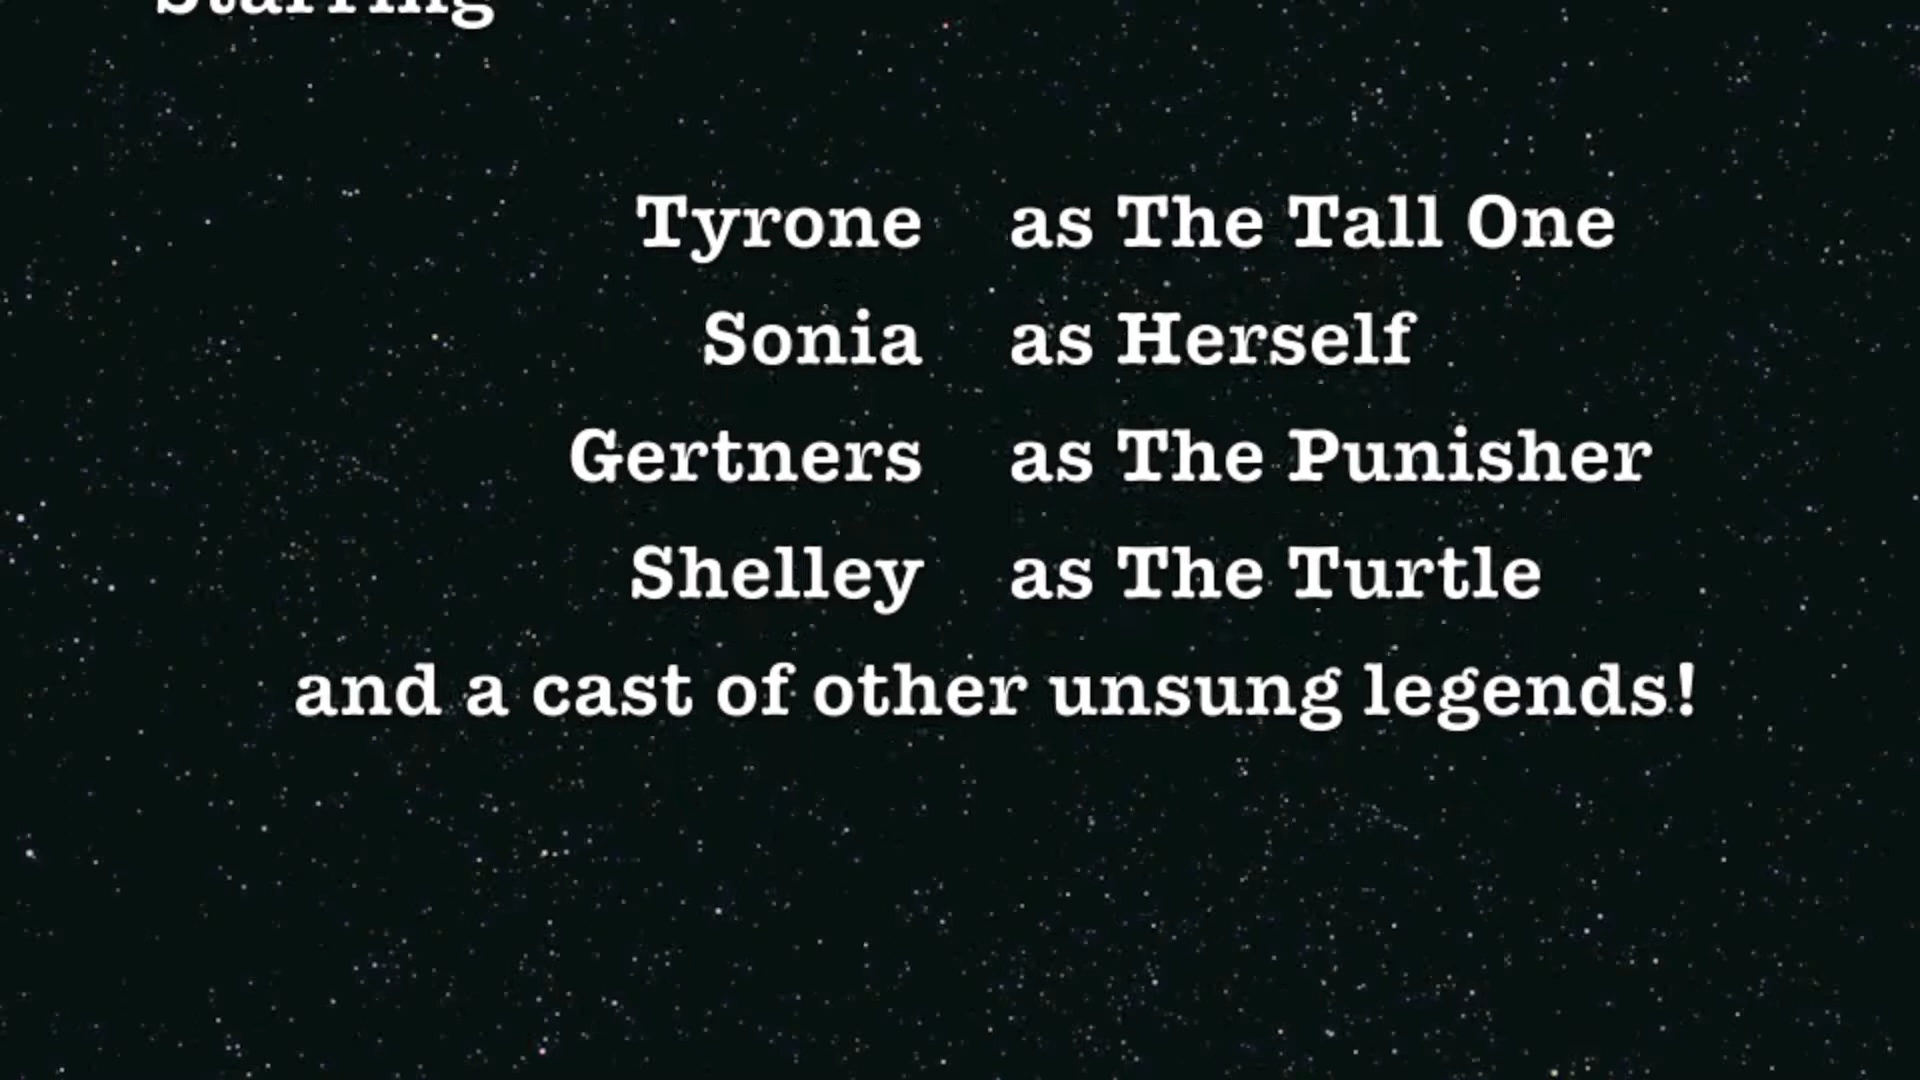 Starring
Tyrone as The Tall One
Sonia as Herself
Gertners as The Punisher
Shelley as The Turtle
and a cast of other unsung legends!